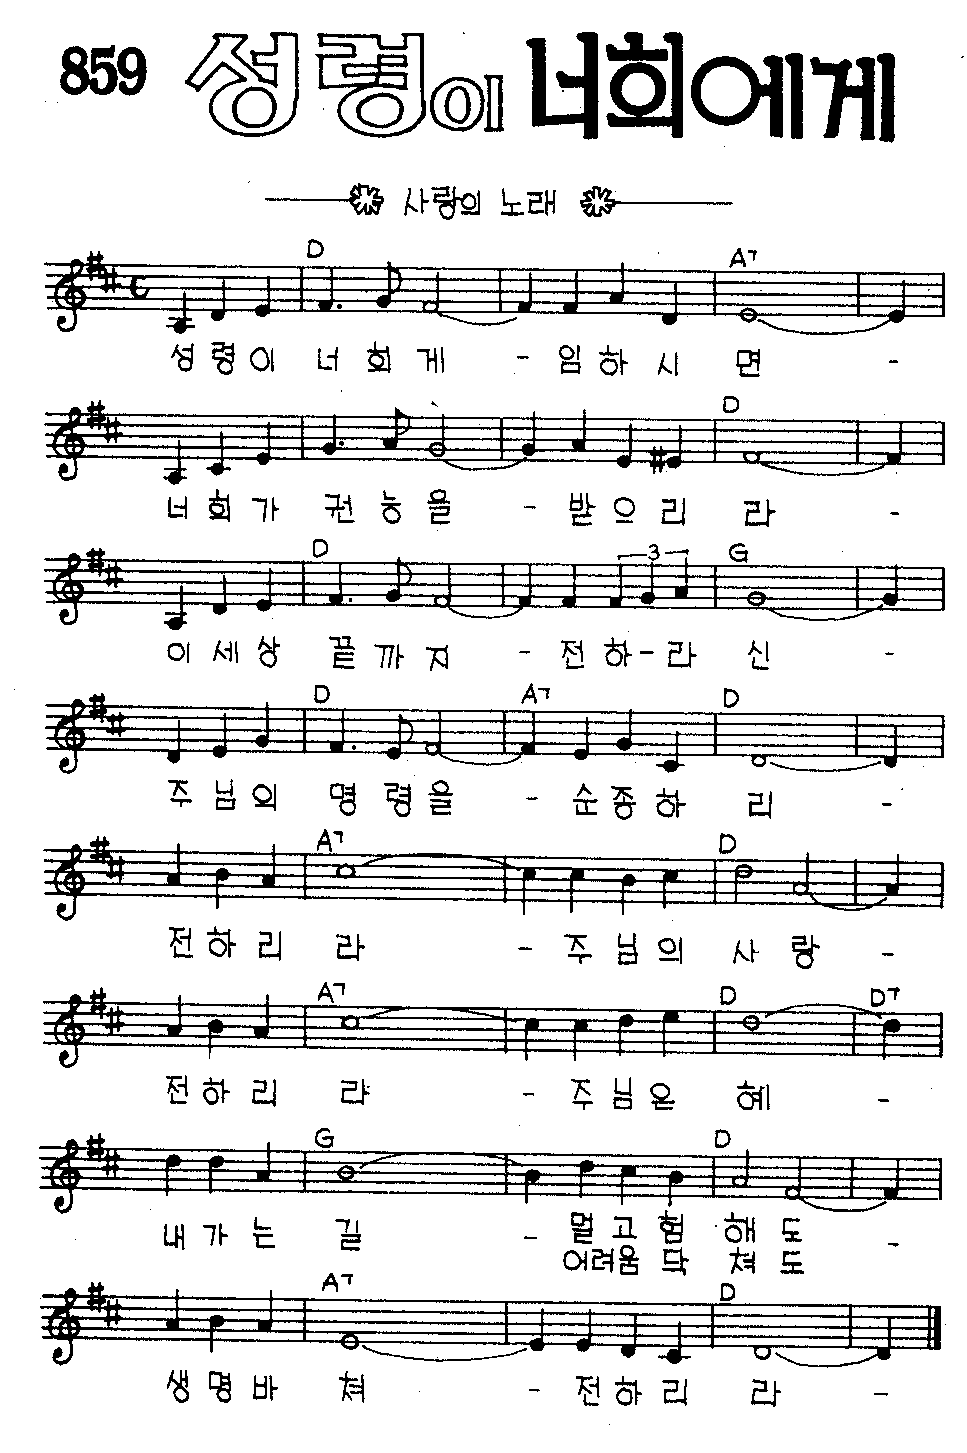 859 성령이 너희에게
사랑의 노래
D A7
성 령 이 너 희 게 - 임 하 시 면 -
D
너 희 가 권 능 을 - 받 으 리 라 -
D 3 G
이 세 상 끝 까 지 - 전 하 - 라 신 -
D A7 D
주 님 의 명 령 을 - 순 종 하 리 -
A7 D
전 하 리 라 - 주 님 의 사 랑 -
A7 D D7
전 하 리 라 - 주 님 은 혜 -
G D
내 가 는 길 - 멀 고 험 해 도 -
어 려 움 닥 쳐 도
A7 D
생 명 바 쳐 - 전 하 리 라 -